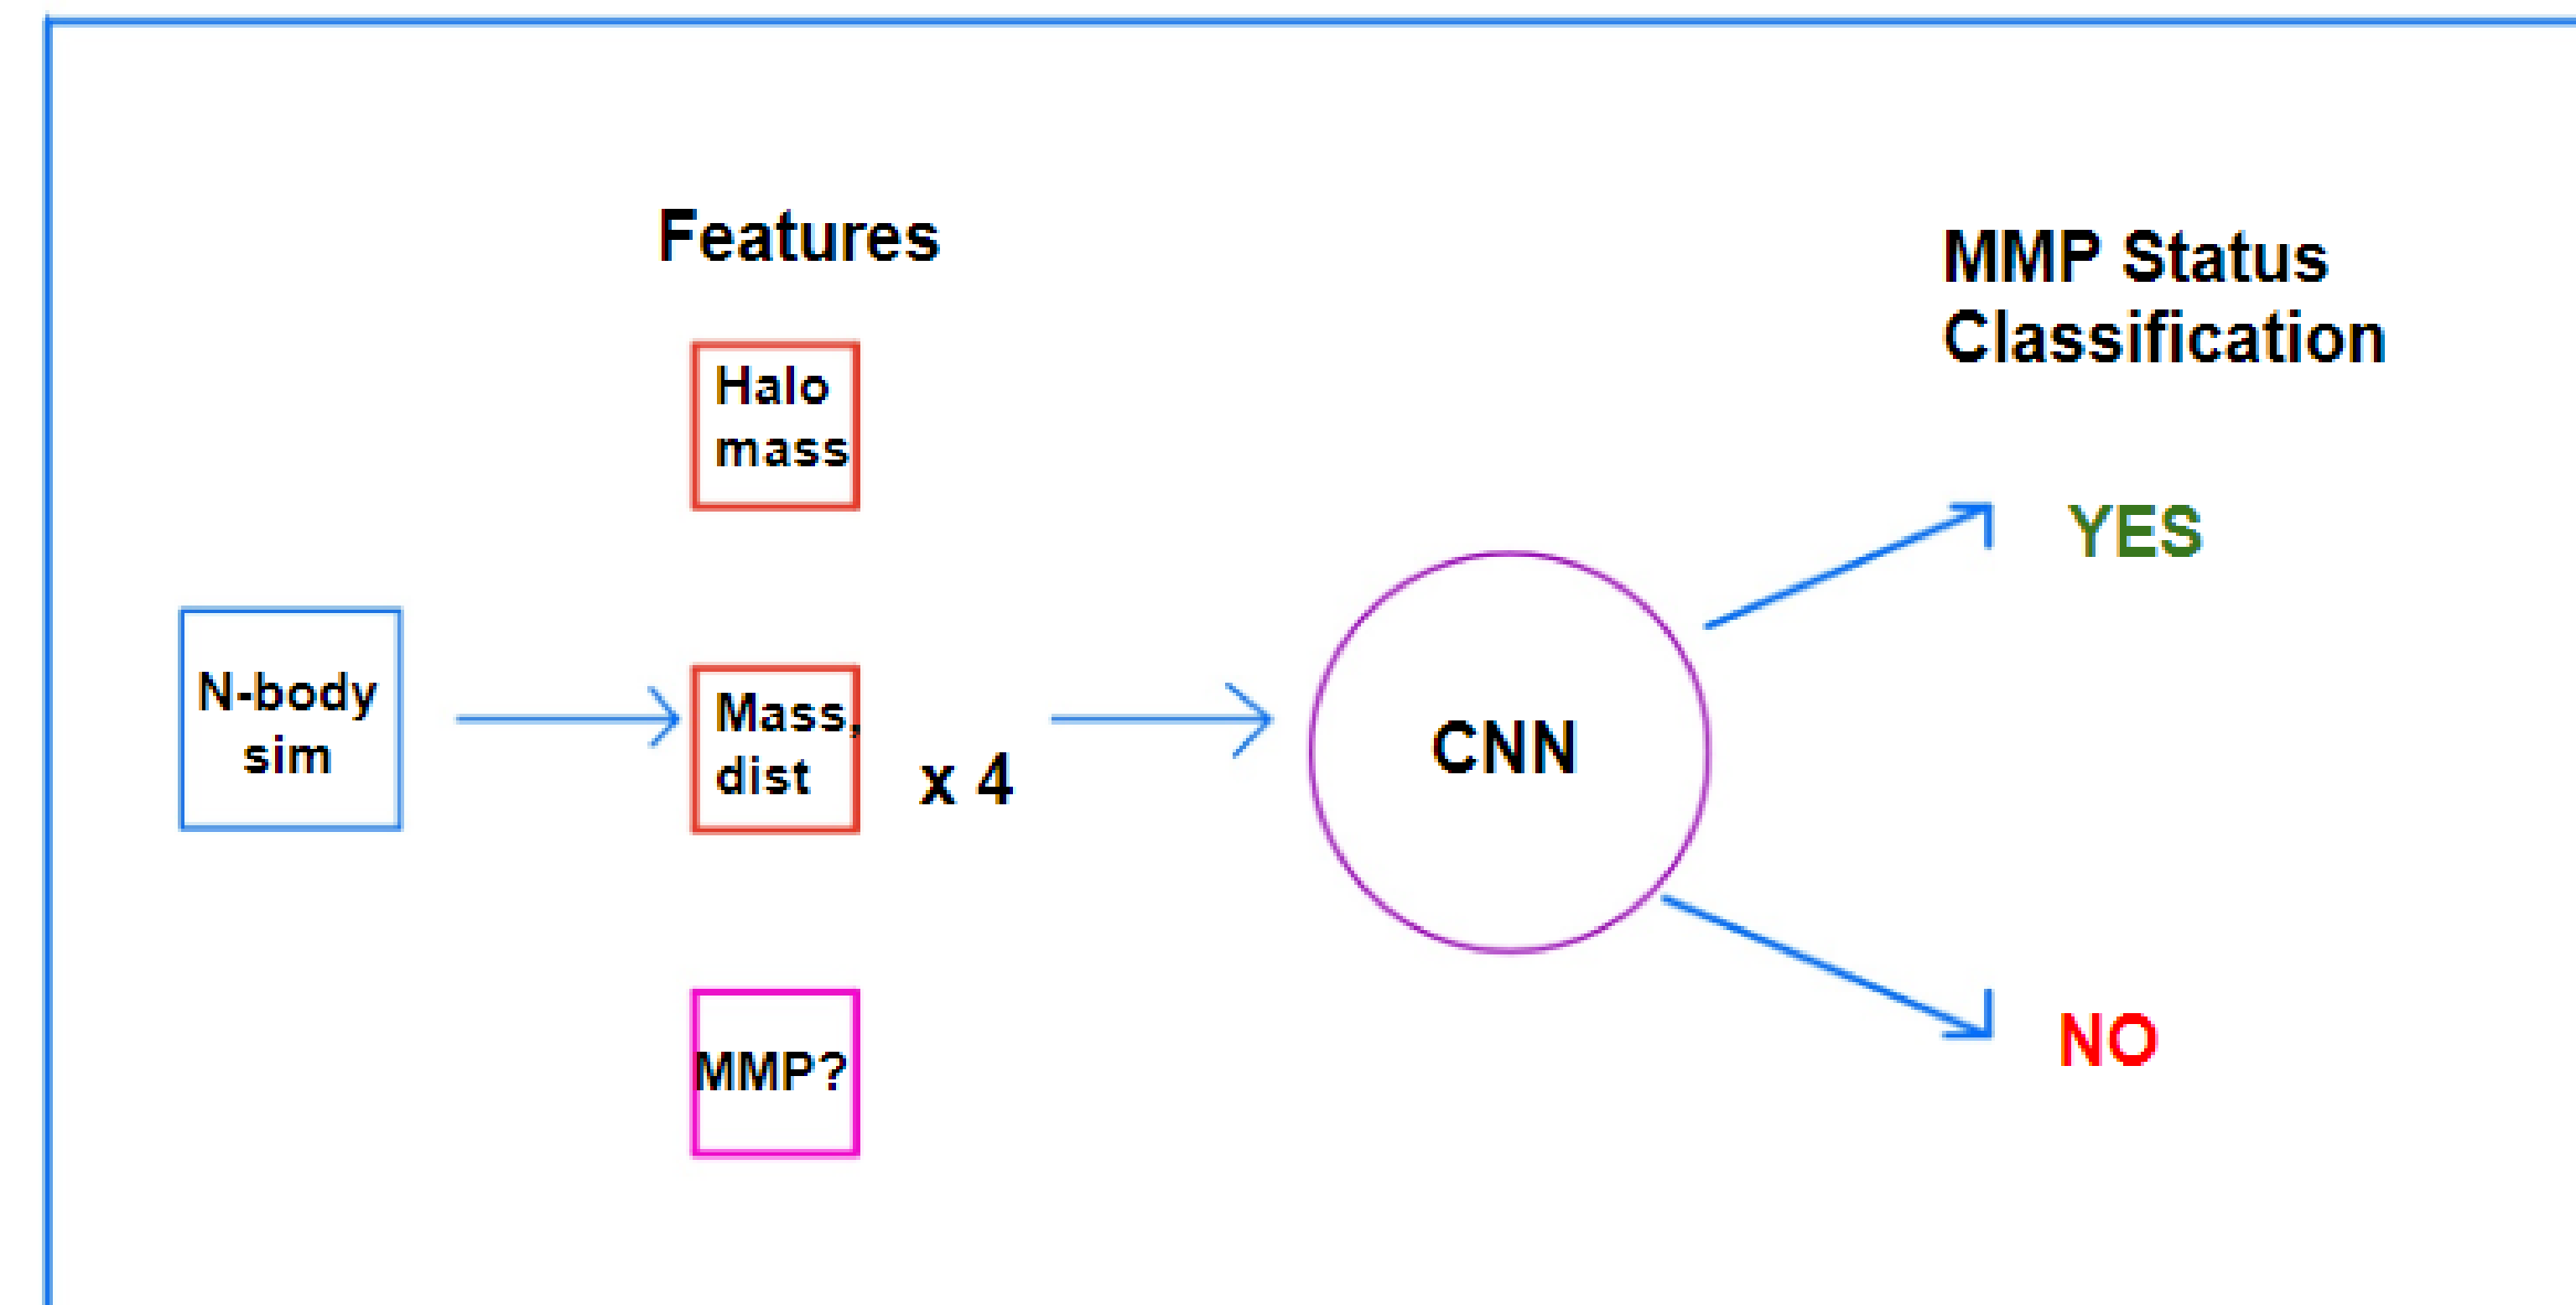 Features
MMP Status
Classification
Halo
mass
YES
N-body
sim
Mass,
dist
x 4
CNN
MMP?
NO